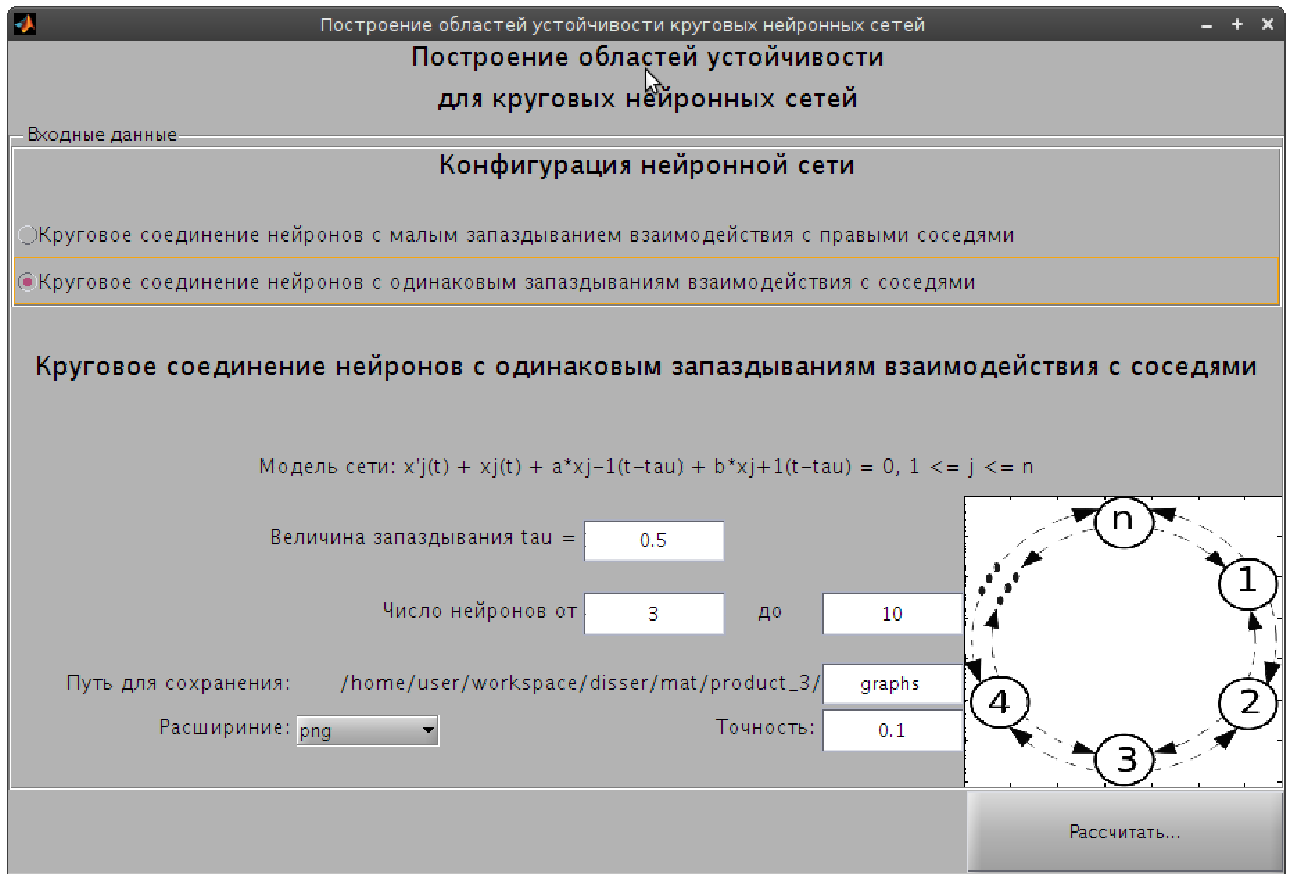 Построение областей устойчивости круговых нейронных сетей
Построение областей устойчивости
для круговых нейронных сетей
Входные данные
Конфигурация нейронной сети
Круговое соединение нейронов с малым запаздыванием взаимодействия с правыми соседями
Круговое соединение нейронов с одинаковым запаздываниям взаимодействия с соседями
Круговое соединение нейронов с одинаковым запаздываниям взаимодействия с соседями
Модель сети: x'j(t) + xj(t) + a*xj-1(t-tau) + b*xj+1(t-tau) = 0, 1 <= j <= n
Величина запаздывания tau = 0.5
Число нейронов от 3 до 10
Путь для сохранения: /home/user/workspace/disser/mat/product_3/ graphs
Расшириние: png Точность: 0.1
n
1
2
3
4
Рассчитать...